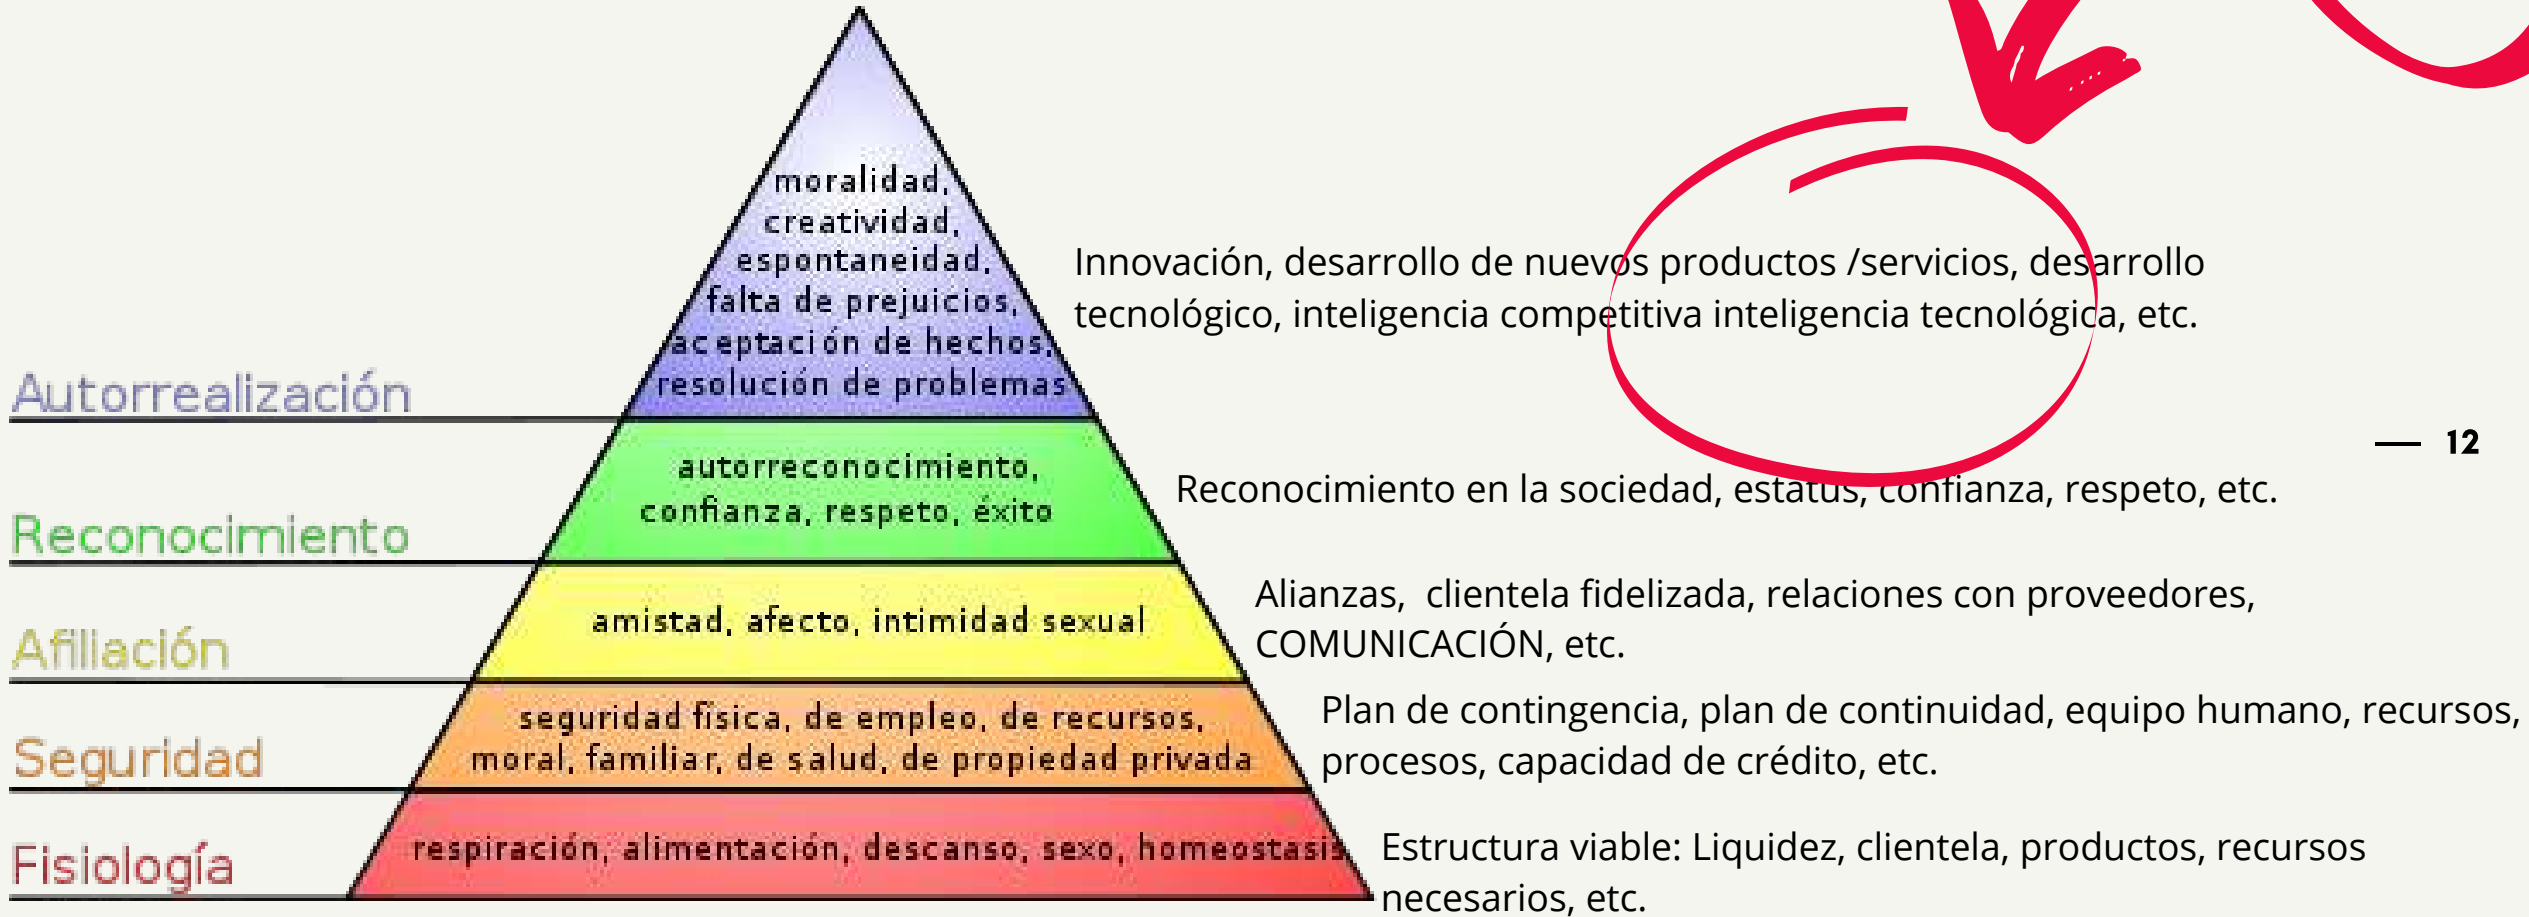 moralidad,
creatividad,
espontaneidad,
falta de prejuicios,
aceptación de hechos,
resolución de problemas
Autorrealización
Innovación, desarrollo de nuevos productos /servicios, desarrollo
tecnológico, inteligencia competitiva inteligencia tecnológica, etc.
12
autorreconocimiento,
confianza, respeto, éxito
Reconocimiento
Reconocimiento en la sociedad, estatus, confianza, respeto, etc.
amistad, afecto, intimidad sexual
Afiliación
Alianzas, clientela fidelizada, relaciones con proveedores,
COMUNICACIÓN, etc.
seguridad física, de empleo, de recursos,
moral, familiar, de salud, de propiedad privada
Seguridad
Plan de contingencia, plan de continuidad, equipo humano, recursos,
procesos, capacidad de crédito, etc.
respiración, alimentación, descanso, sexo, homeostasis
Fisiología
Estructura viable: Liquidez, clientela, productos, recursos
necesarios, etc.